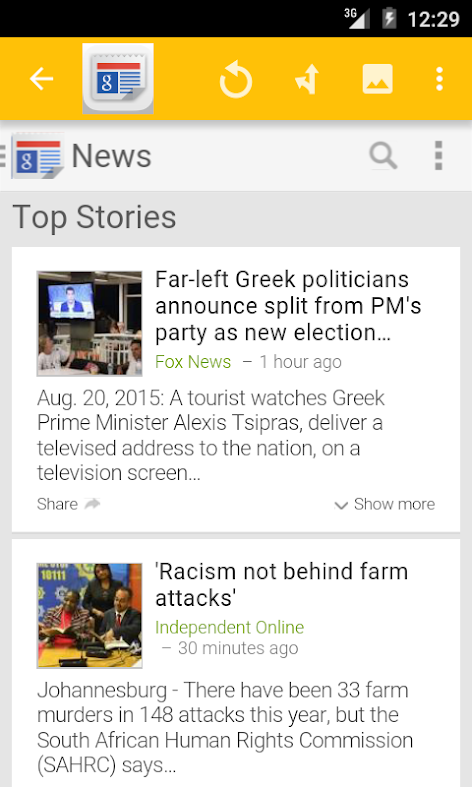 3G 12:29
8
8 News
Top Stories
Far-left Greek politicians
announce split from PM's
party as new election...
Fox News – 1 hour ago
Aug. 20, 2015: A tourist watches Greek
Prime Minister Alexis Tsipras, deliver a
televised address to the nation, on a
television screen...
Share Show more
'Racism not behind farm
attacks'
Independent Online
– 30 minutes ago
10111
Johannesburg - There have been 33 farm
murders in 148 attacks this year, but the
South African Human Rights Commission
(SAHRC) says...